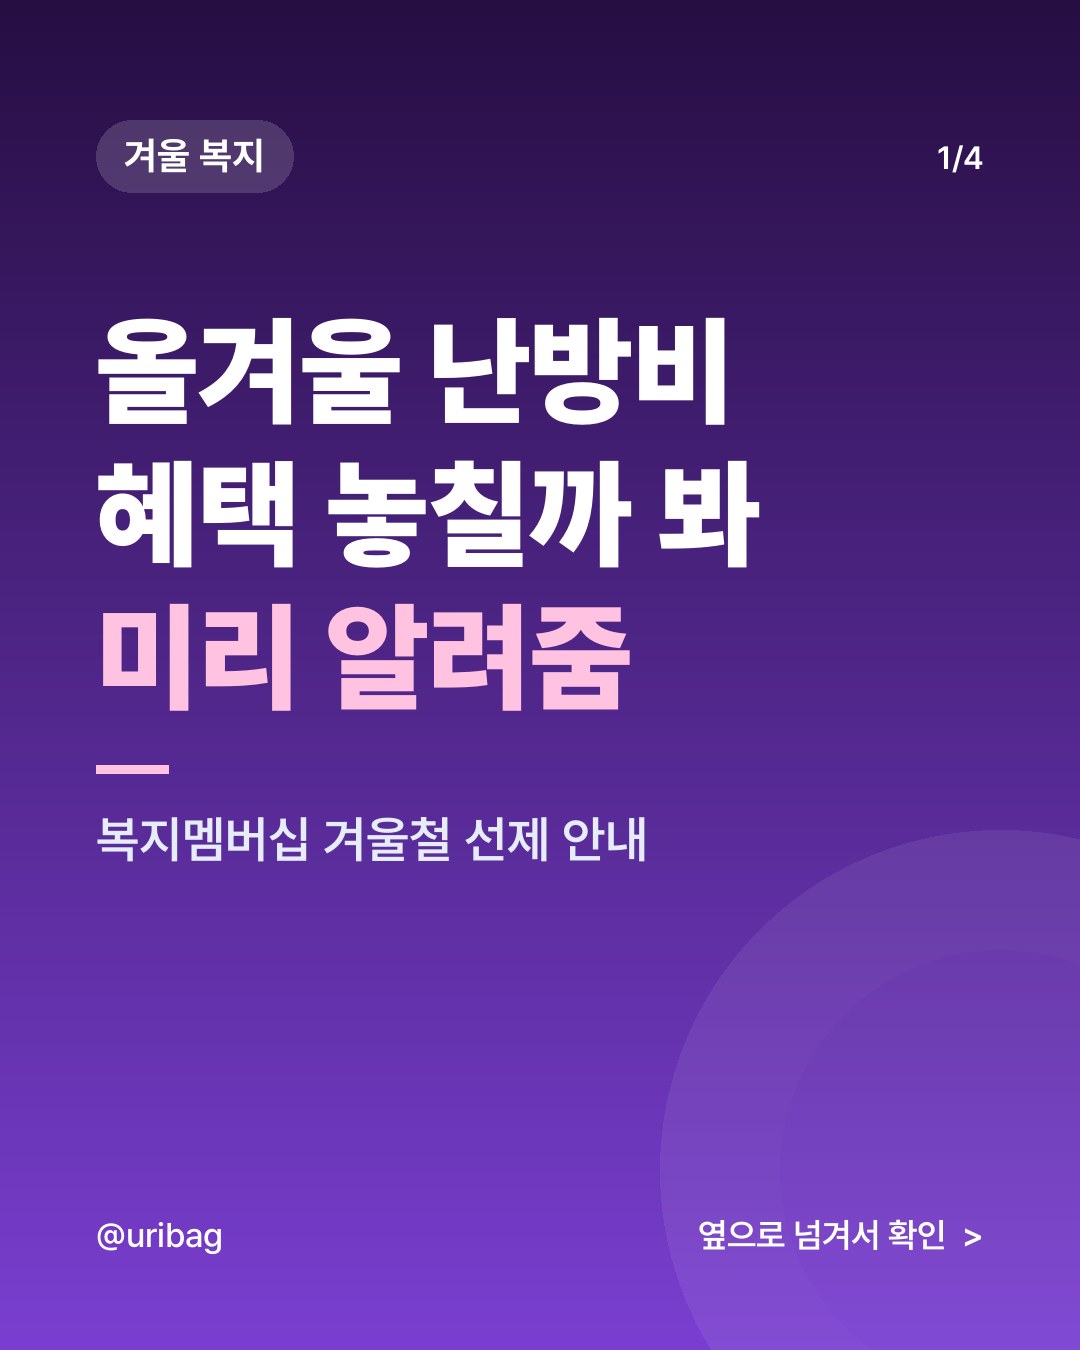 겨울 복지
1/4
올겨울 난방비
혜택 놓칠까 봐
미리 알려줌
복지멤버십 겨울철 선제 안내
@uribag
옆으로 넘겨서 확인 >